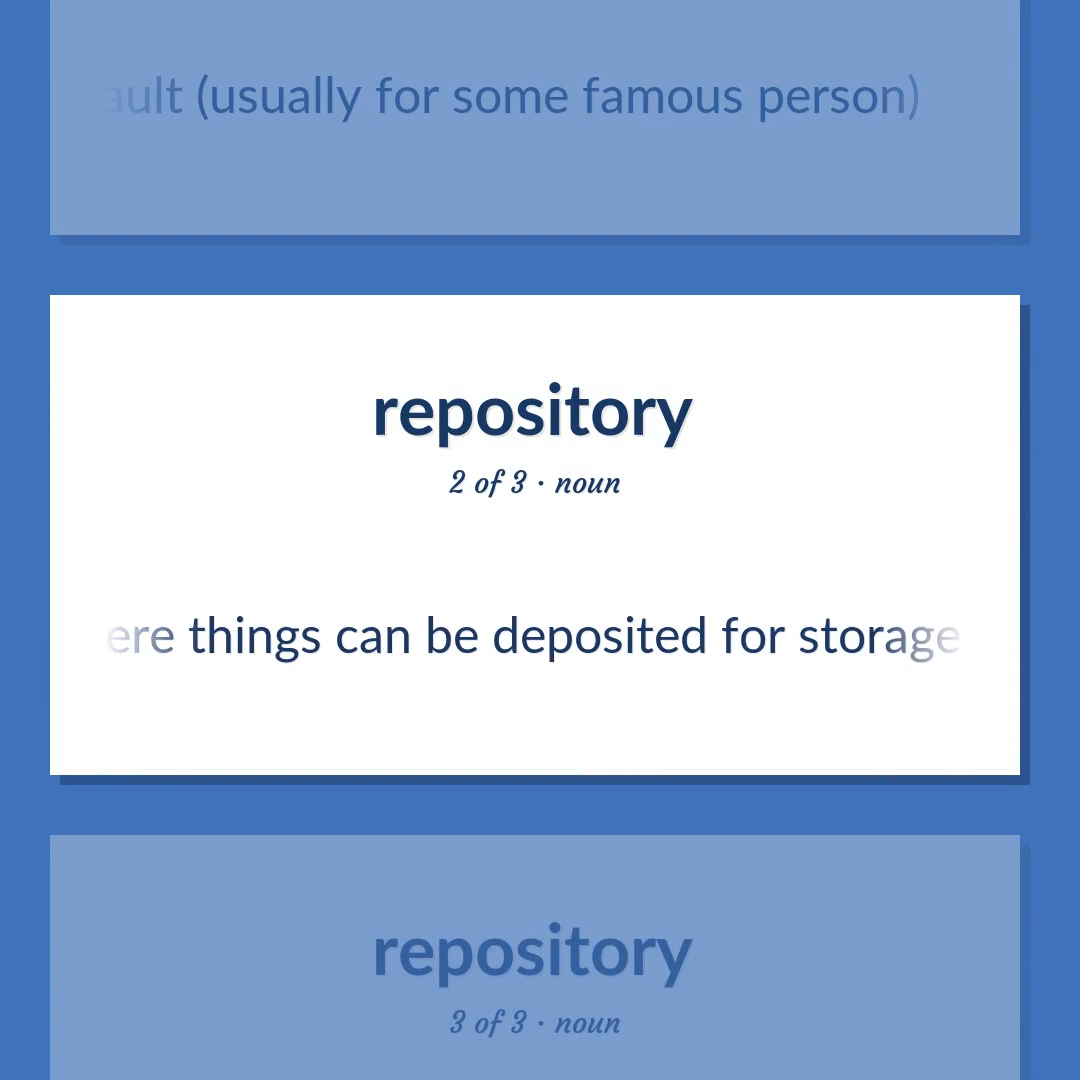 ault (usually for some famous person)
repository
2 of 3 · noun
ere things can be deposited for storage
repository
3 of 3 · noun